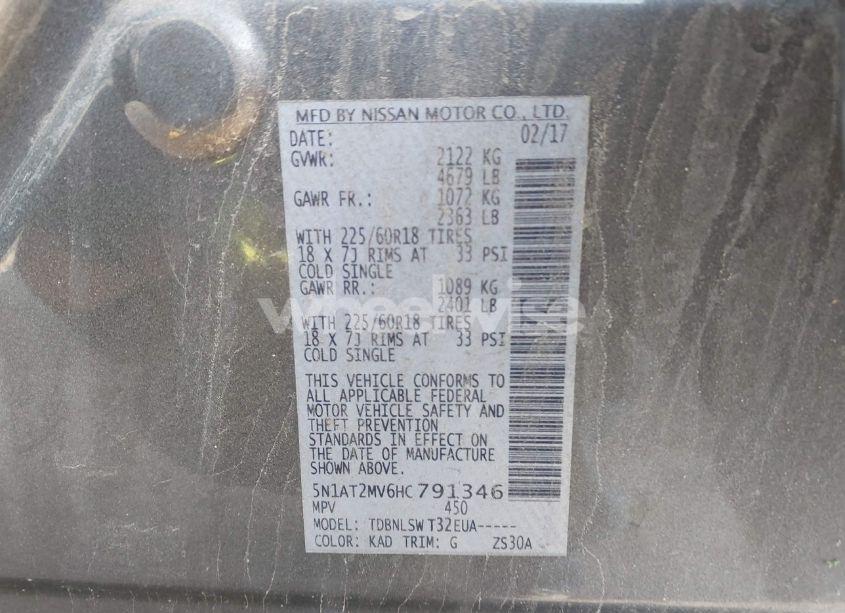 MFD BY NISSAN MOTOR CO., LTD.
DATE: 02/17
GVWR: 2122 KG
4679 LB
GAWR FR.: 1072 KG
2363 LB
WITH 225/60R18 TIRES
18 X 7J RIMS AT 33 PSI
COLD SINGLE
GAWR RR.: 1089 KG
2401 LB
wheelwise
WITH 225/60R18 TIRES
18 X 7J RIMS AT 33 PSI
COLD SINGLE
THIS VEHICLE CONFORMS TO
ALL APPLICABLE FEDERAL
MOTOR VEHICLE SAFETY AND
THEFT PREVENTION
STANDARDS IN EFFECT ON
THE DATE OF MANUFACTURE
SHOWN ABOVE.
5N1AT2MV6HC791346
MPV 450
MODEL: TDBNLSW T32EUA-----
COLOR: KAD TRIM: G ZS30A